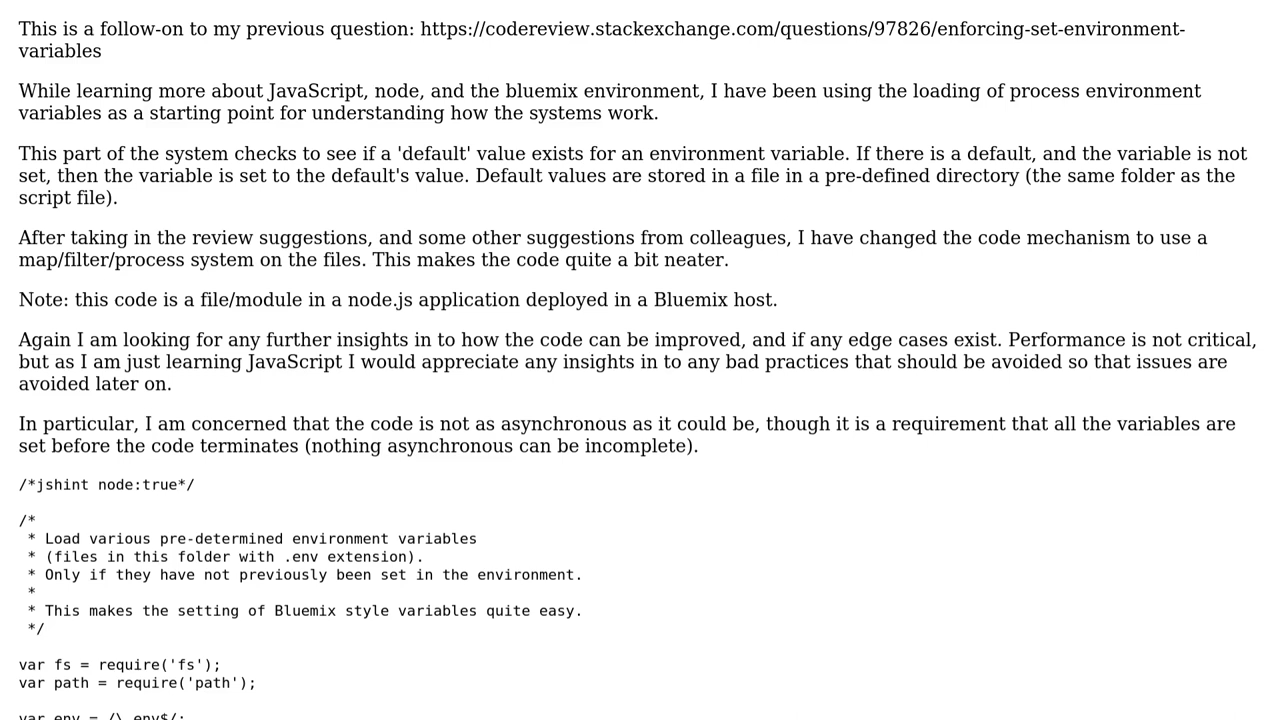 This is a follow-on to my previous question: https://codereview.stackexchange.com/questions/97826/enforcing-set-environment-
variables
While learning more about JavaScript, node, and the bluemix environment, I have been using the loading of process environment
variables as a starting point for understanding how the systems work.
This part of the system checks to see if a 'default' value exists for an environment variable. If there is a default, and the variable is not
set, then the variable is set to the default's value. Default values are stored in a file in a pre-defined directory (the same folder as the
script file).
After taking in the review suggestions, and some other suggestions from colleagues, I have changed the code mechanism to use a
map/filter/process system on the files. This makes the code quite a bit neater.
Note: this code is a file/module in a node.js application deployed in a Bluemix host.
Again I am looking for any further insights in to how the code can be improved, and if any edge cases exist. Performance is not critical,
but as I am just learning JavaScript I would appreciate any insights in to any bad practices that should be avoided so that issues are
avoided later on.
In particular, I am concerned that the code is not as asynchronous as it could be, though it is a requirement that all the variables are
set before the code terminates (nothing asynchronous can be incomplete).
/*jshint node:true*/
/*
 * Load various pre-determined environment variables
 * (files in this folder with .env extension).
 * Only if they have not previously been set in the environment.
 *
 * This makes the setting of Bluemix style variables quite easy.
 */
var fs = require('fs');
var path = require('path');
var env = /\.env$/;